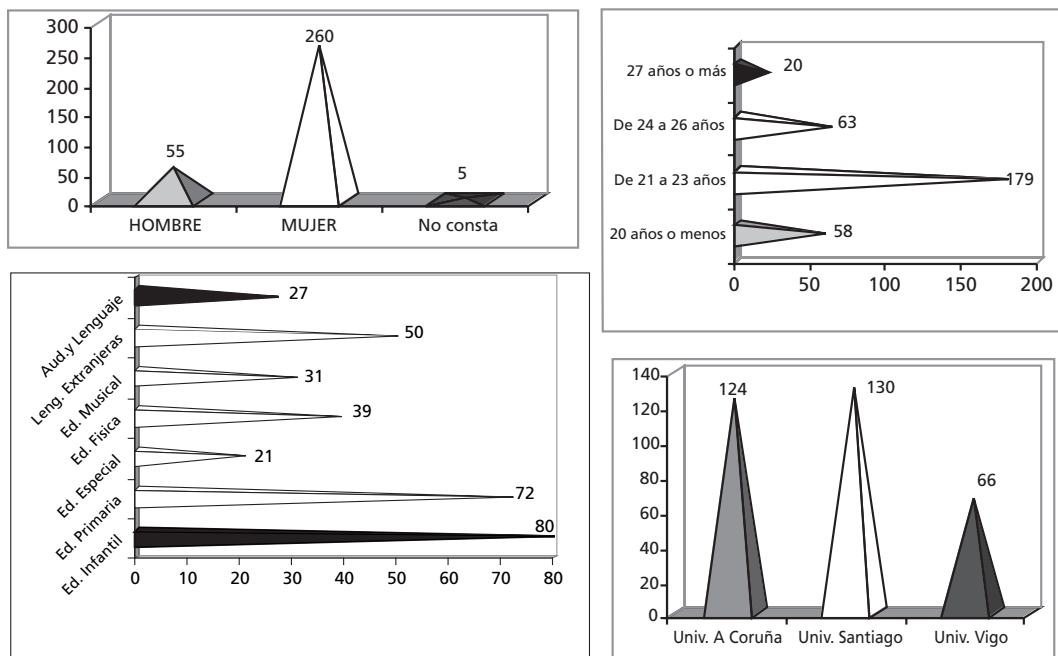 300
250
200
150
100
50
0
55
260
5
HOMBRE
MUJER
No consta
27 años o más
De 24 a 26 años
De 21 a 23 años
20 años o menos
20
63
179
58
0
50
100
150
200
Aud.y Lenguaje
Leng. Extranjeras
Ed. Musical
Ed. Fisica
Ed. Especial
Ed. Primaria
Ed. Infantil
27
50
31
39
21
72
80
0
10
20
30
40
50
60
70
80
140
120
100
80
60
40
20
0
124
130
66
Univ. A Coruña
Univ. Santiago
Univ. Vigo